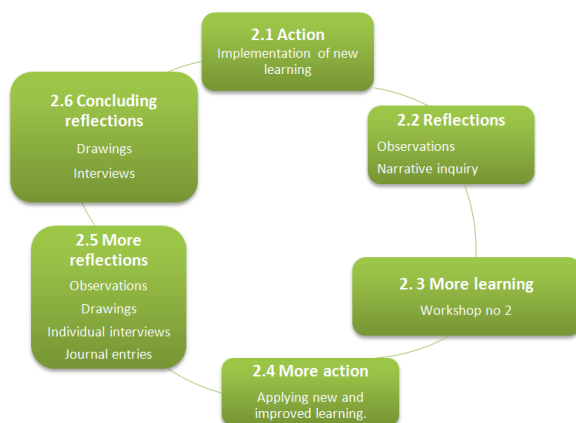 2.1 Action
Implementation of new
learning
2.2 Reflections
Observations
Narrative inquiry
2. 3 More learning
Workshop no 2
2.4 More action
Applying new and
improved learning.
2.5 More
reflections
Observations
Drawings
Individual interviews
Journal entries
2.6 Concluding
reflections
Drawings
Interviews